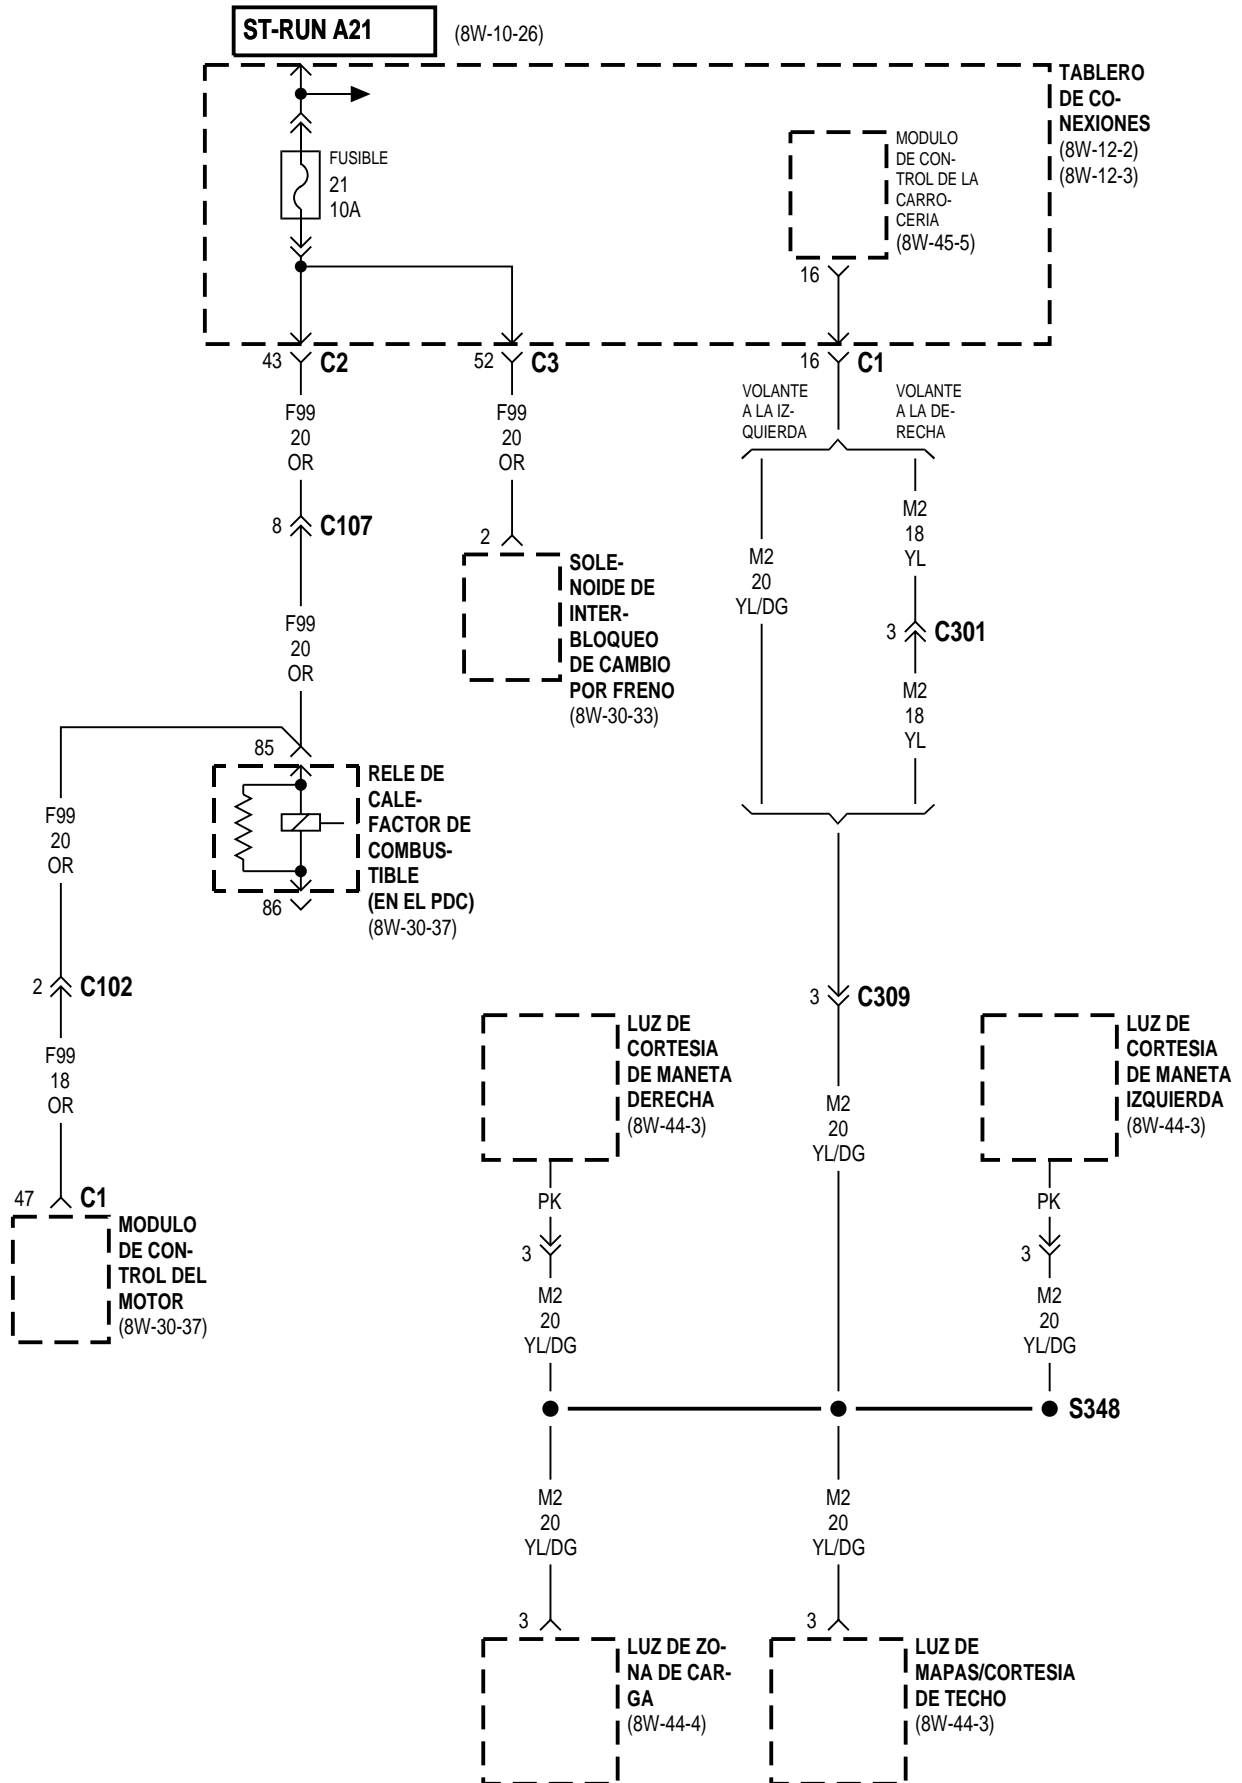 ST-RUN A21
(8W-10-26)
TABLERO
DE CO-
NEXIONES
(8W-12-2)
(8W-12-3)
FUSIBLE
21
10A
MODULO
DE CON-
TROL DE LA
CARRO-
CERIA
(8W-45-5)
16
43 C2
52 C3
16 C1
VOLANTE
A LA IZ-
QUIERDA
VOLANTE
A LA DE-
RECHA
F99
20
OR
F99
20
OR
8 C107
2
SOLE-
NOIDE DE
INTER-
BLOQUEO
DE CAMBIO
POR FRENO
(8W-30-33)
M2
20
YL/DG
M2
18
YL
3 C301
M2
18
YL
F99
20
OR
85
RELE DE
CALE-
FACTOR DE
COMBUS-
TIBLE
(EN EL PDC)
(8W-30-37)
86
F99
20
OR
2 C102
F99
18
OR
47 C1
MODULO
DE CON-
TROL DEL
MOTOR
(8W-30-37)
3 C309
LUZ DE
CORTESIA
DE MANETA
DERECHA
(8W-44-3)
M2
20
YL/DG
LUZ DE
CORTESIA
DE MANETA
IZQUIERDA
(8W-44-3)
PK
3
M2
20
YL/DG
PK
3
M2
20
YL/DG
S348
M2
20
YL/DG
M2
20
YL/DG
3
LUZ DE ZO-
NA DE CAR-
GA
(8W-44-4)
3
LUZ DE
MAPAS/CORTESIA
DE TECHO
(8W-44-3)